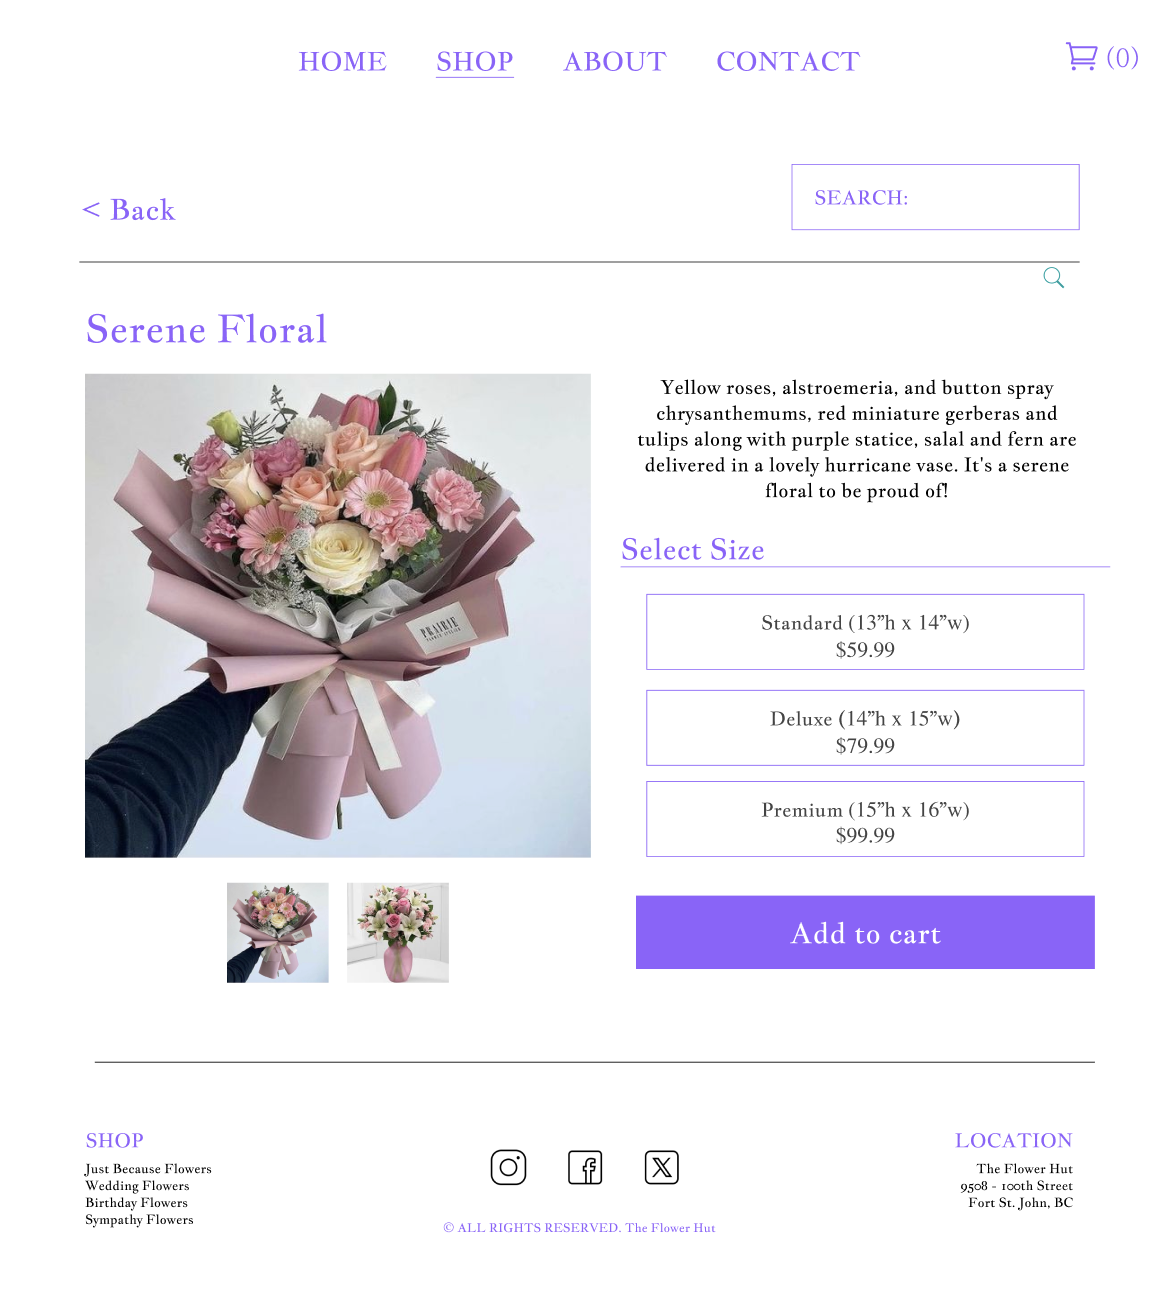 HOME SHOP ABOUT CONTACT (0)
< Back
SEARCH:
Serene Floral
Yellow roses, alstroemeria, and button spray
chrysanthemums, red miniature gerberas and
tulips along with purple statice, salal and fern are
delivered in a lovely hurricane vase. It's a serene
floral to be proud of!
Select Size
Standard (13”h x 14”w)
$59.99
Deluxe (14”h x 15”w)
$79.99
Premium (15”h x 16”w)
$99.99
Add to cart
PRAIRIE
SHOP
Just Because Flowers
Wedding Flowers
Birthday Flowers
Sympathy Flowers
© ALL RIGHTS RESERVED. The Flower Hut
LOCATION
The Flower Hut
9508 - 100th Street
Fort St. John, BC